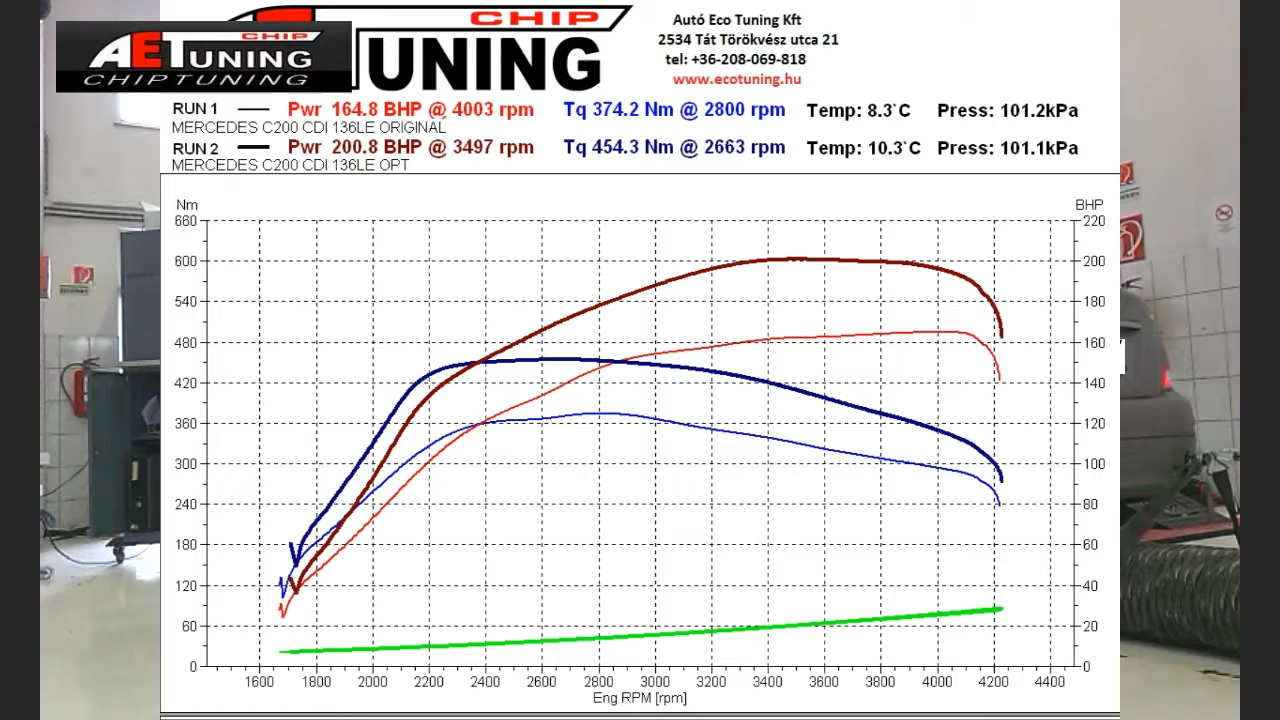 CHIP
TUNING
CHIP
AETUNING
CHIPTUNING
Autó Eco Tuning Kft
2534 Tát Törökvész utca 21
tel: +36-208-069-818
www.ecotuning.hu
RUN 1 Pwr 164.8 BHP @ 4003 rpm Tq 374.2 Nm @ 2800 rpm Temp: 8.3`C Press: 101.2kPa
MERCEDES C200 CDI 136LE ORIGINAL
RUN 2 Pwr 200.8 BHP @ 3497 rpm Tq 454.3 Nm @ 2663 rpm Temp: 10.3`C Press: 101.1kPa
MERCEDES C200 CDI 136LE OPT
Nm BHP
660 220
600 200
540 180
480 160
420 140
360 120
300 100
240 80
180 60
120 40
60 20
0 0
1600 1800 2000 2200 2400 2600 2800 3000 3200 3400 3600 3800 4000 4200 4400
Eng RPM [rpm]